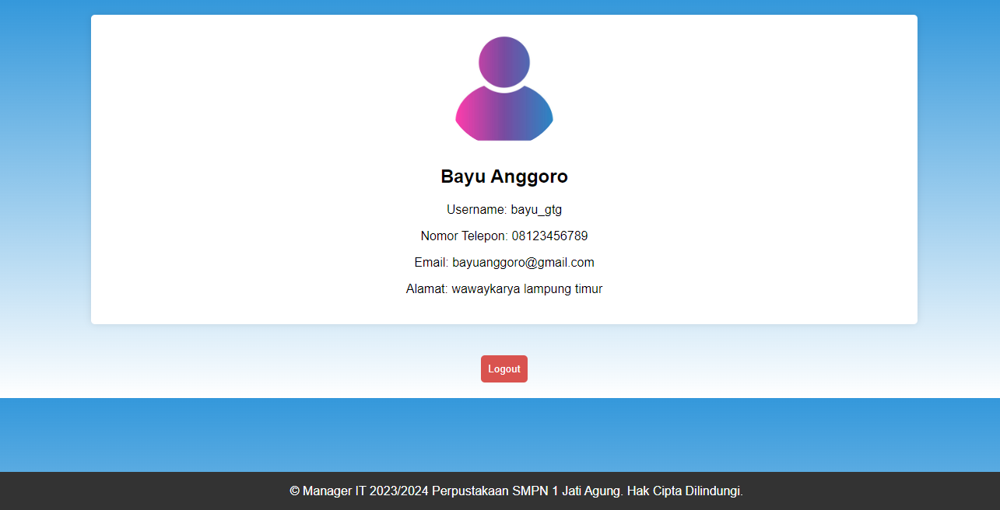 Bayu Anggoro
Username: bayu_gtg
Nomor Telepon: 08123456789
Email: bayuanggoro@gmail.com
Alamat: wawaykarya lampung timur
Logout
© Manager IT 2023/2024 Perpustakaan SMPN 1 Jati Agung. Hak Cipta Dilindungi.